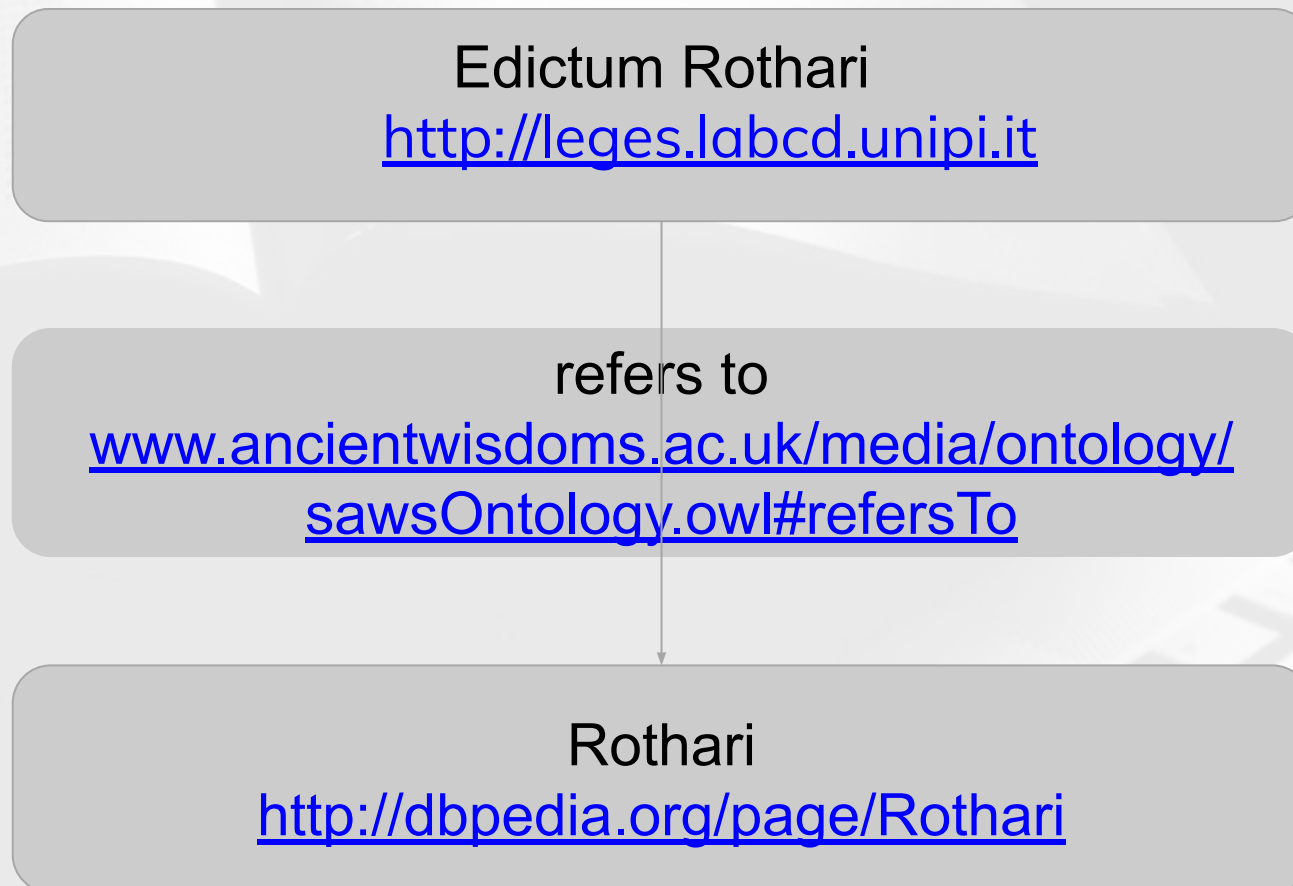 Edictum Rothari
http://leges.labcd.unipi.it
refers to
www.ancientwisdoms.ac.uk/media/ontology/
sawsOntology.owl#refersTo
Rothari
http://dbpedia.org/page/Rothari